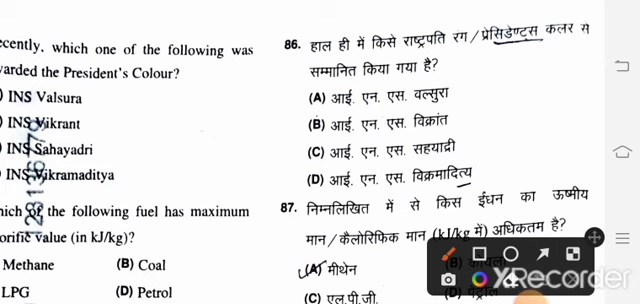 ecently, which one of the following was
arded the President's Colour?
INS Valsura
INS Vikrant
INS Sahayadri
INS Vikramaditya
hich of the following fuel has maximum
orific value (in kJ/kg)?
Methane (B) Coal
LPG (D) Petrol
86. हाल ही में किसे राष्ट्रपति रग/प्रेसिडेण्ट्स कलर से
सम्मानित किया गया है?
(A) आई. एन. एस. वल्सुरा
(B) आई. एन. एस. विक्रांत
(C) आई. एन. एस. सहयाद्री
(D) आई. एन. एस. विक्रमादित्य
87. निम्नलिखित में से किस ईंधन का ऊष्मीय
मान/कैलोरिफिक मान (kJ/kg में) अधिकतम है?
(A) मीथेन (B) कोयला
(C) एल.पी.जी. (D) पेट्रोल
XRecorder